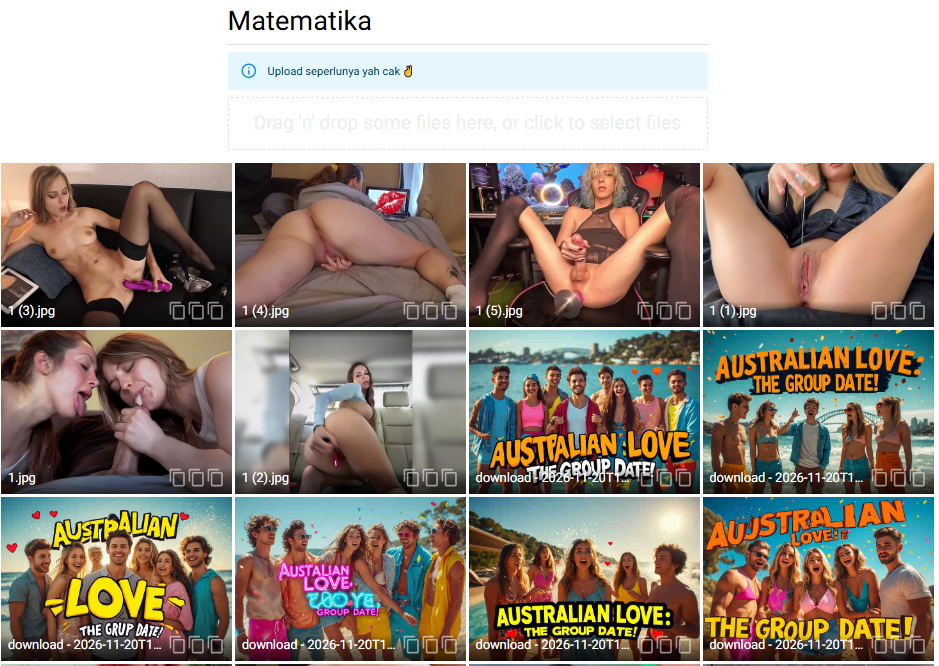 Matematika
Upload seperlunya yah cak ✌
Drag 'n' drop some files here, or click to select files
1 (3).jpg
1 (4).jpg
1 (5).jpg
1 (1).jpg
1.jpg
1 (2).jpg
AUSTRALIAN LOVE
THE GROUP DATE!
download - 2026-11-20T1...
AUSTRALIAN LOVE:
THE GROUP DATE!
download - 2026-11-20T1...
AUSTRALIAN
LOVE
THE GRUP DATE!
download - 2026-11-20T1...
AUSTALIAN
LOVE,
GROUP DATE!
download - 2026-11-20T1...
AUSTRALIAN LOVE:
THE GROUP DATE!
download - 2026-11-20T1...
AUJSTRALIAN
LOVE:
THE GROUP DATE!
download - 2026-11-20T1...